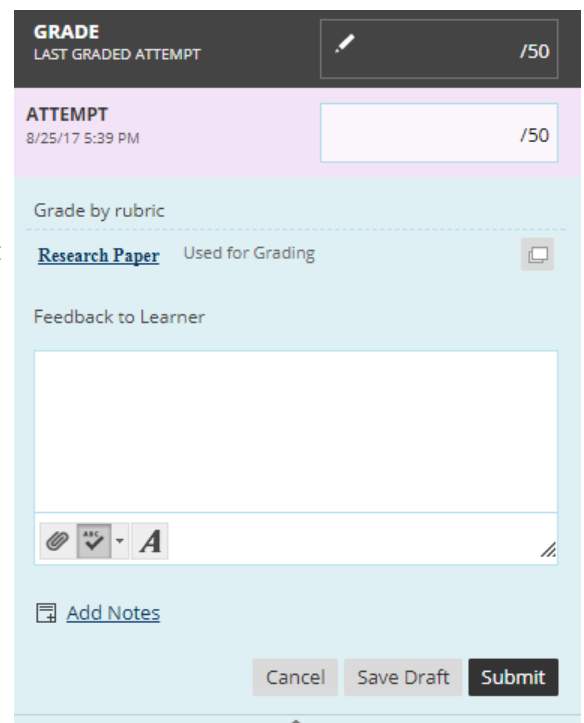 GRADE
LAST GRADED ATTEMPT
/50
ATTEMPT
8/25/17 5:39 PM
/50
Grade by rubric
Research Paper Used for Grading
Feedback to Learner
ABC
A
Add Notes
Cancel Save Draft Submit